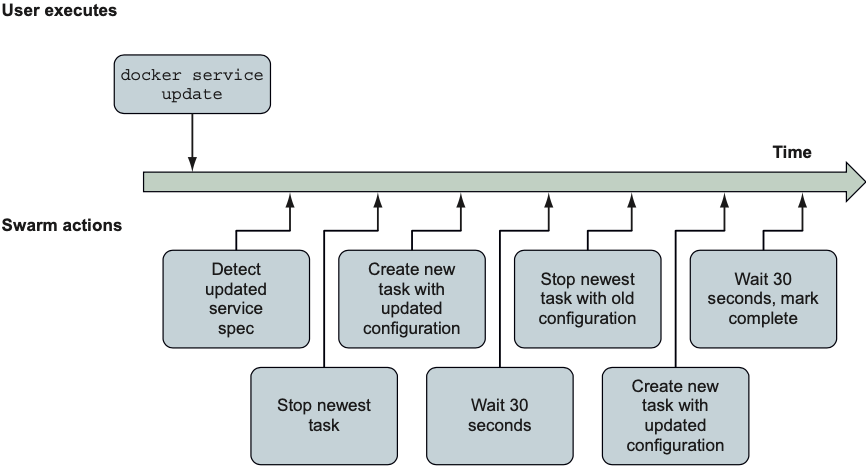 User executes
docker service
update
Time
Swarm actions
Detect
updated
service
spec
Create new
task with
updated
configuration
Stop newest
task with old
configuration
Wait 30
seconds, mark
complete
Stop newest
task
Wait 30
seconds
Create new
task with
updated
configuration